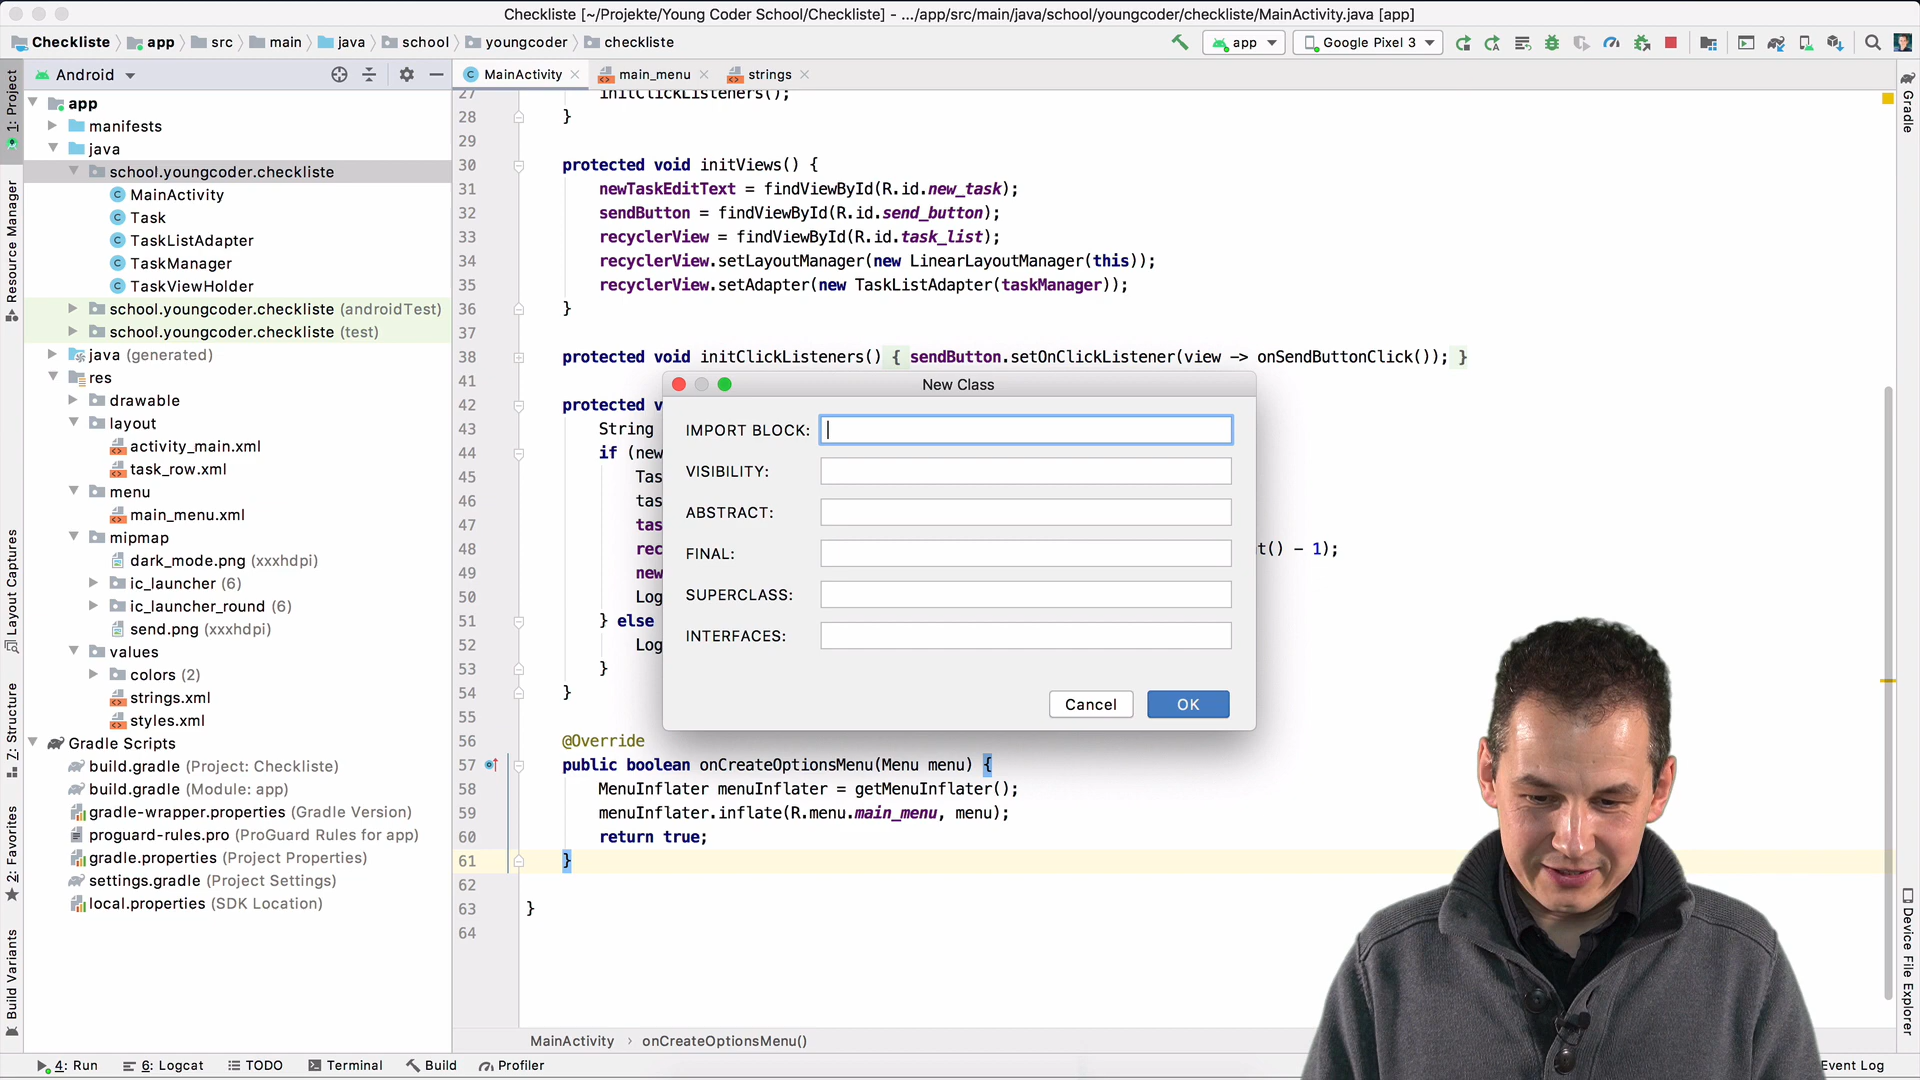 Checkliste [~/Projekte/Young Coder School/Checkliste] - .../app/src/main/java/school/youngcoder/checkliste/MainActivity.java [app]
Checkliste app src main java school youngcoder checkliste app Google Pixel 3
Android
MainActivity main_menu strings
1: Project
Resource Manager
Layout Captures
Z: Structure
2: Favorites
Build Variants
Gradle
Device File Explorer
app
manifests
java
school.youngcoder.checkliste
MainActivity
Task
TaskListAdapter
TaskManager
TaskViewHolder
school.youngcoder.checkliste (androidTest)
school.youngcoder.checkliste (test)
java (generated)
res
drawable
layout
activity_main.xml
task_row.xml
menu
main_menu.xml
mipmap
dark_mode.png (xxxhdpi)
ic_launcher (6)
ic_launcher_round (6)
send.png (xxxhdpi)
values
colors (2)
strings.xml
styles.xml
Gradle Scripts
build.gradle (Project: Checkliste)
build.gradle (Module: app)
gradle-wrapper.properties (Gradle Version)
proguard-rules.pro (ProGuard Rules for app)
gradle.properties (Project Properties)
settings.gradle (Project Settings)
local.properties (SDK Location)
27 initClickListeners();
28 }
29
30 protected void initViews() {
31 newTaskEditText = findViewById(R.id.new_task);
32 sendButton = findViewById(R.id.send_button);
33 recyclerView = findViewById(R.id.task_list);
34 recyclerView.setLayoutManager(new LinearLayoutManager(this));
35 recyclerView.setAdapter(new TaskListAdapter(taskManager));
36 }
37
38 protected void initClickListeners() { sendButton.setOnClickListener(view -> onSendButtonClick()); }
41
42 protected v
43 String
44 if (new
45 Tas
46 tas
47 tas
48 rec t() - 1);
49 new
50 Log
51 } else
52 Log
53 }
54 }
55
56 @Override
57 public boolean onCreateOptionsMenu(Menu menu) {
58 MenuInflater menuInflater = getMenuInflater();
59 menuInflater.inflate(R.menu.main_menu, menu);
60 return true;
61 }
62
63 }
64
New Class
IMPORT BLOCK:
VISIBILITY:
ABSTRACT:
FINAL:
SUPERCLASS:
INTERFACES:
Cancel OK
MainActivity › onCreateOptionsMenu()
4: Run 6: Logcat TODO Terminal Build Profiler Event Log